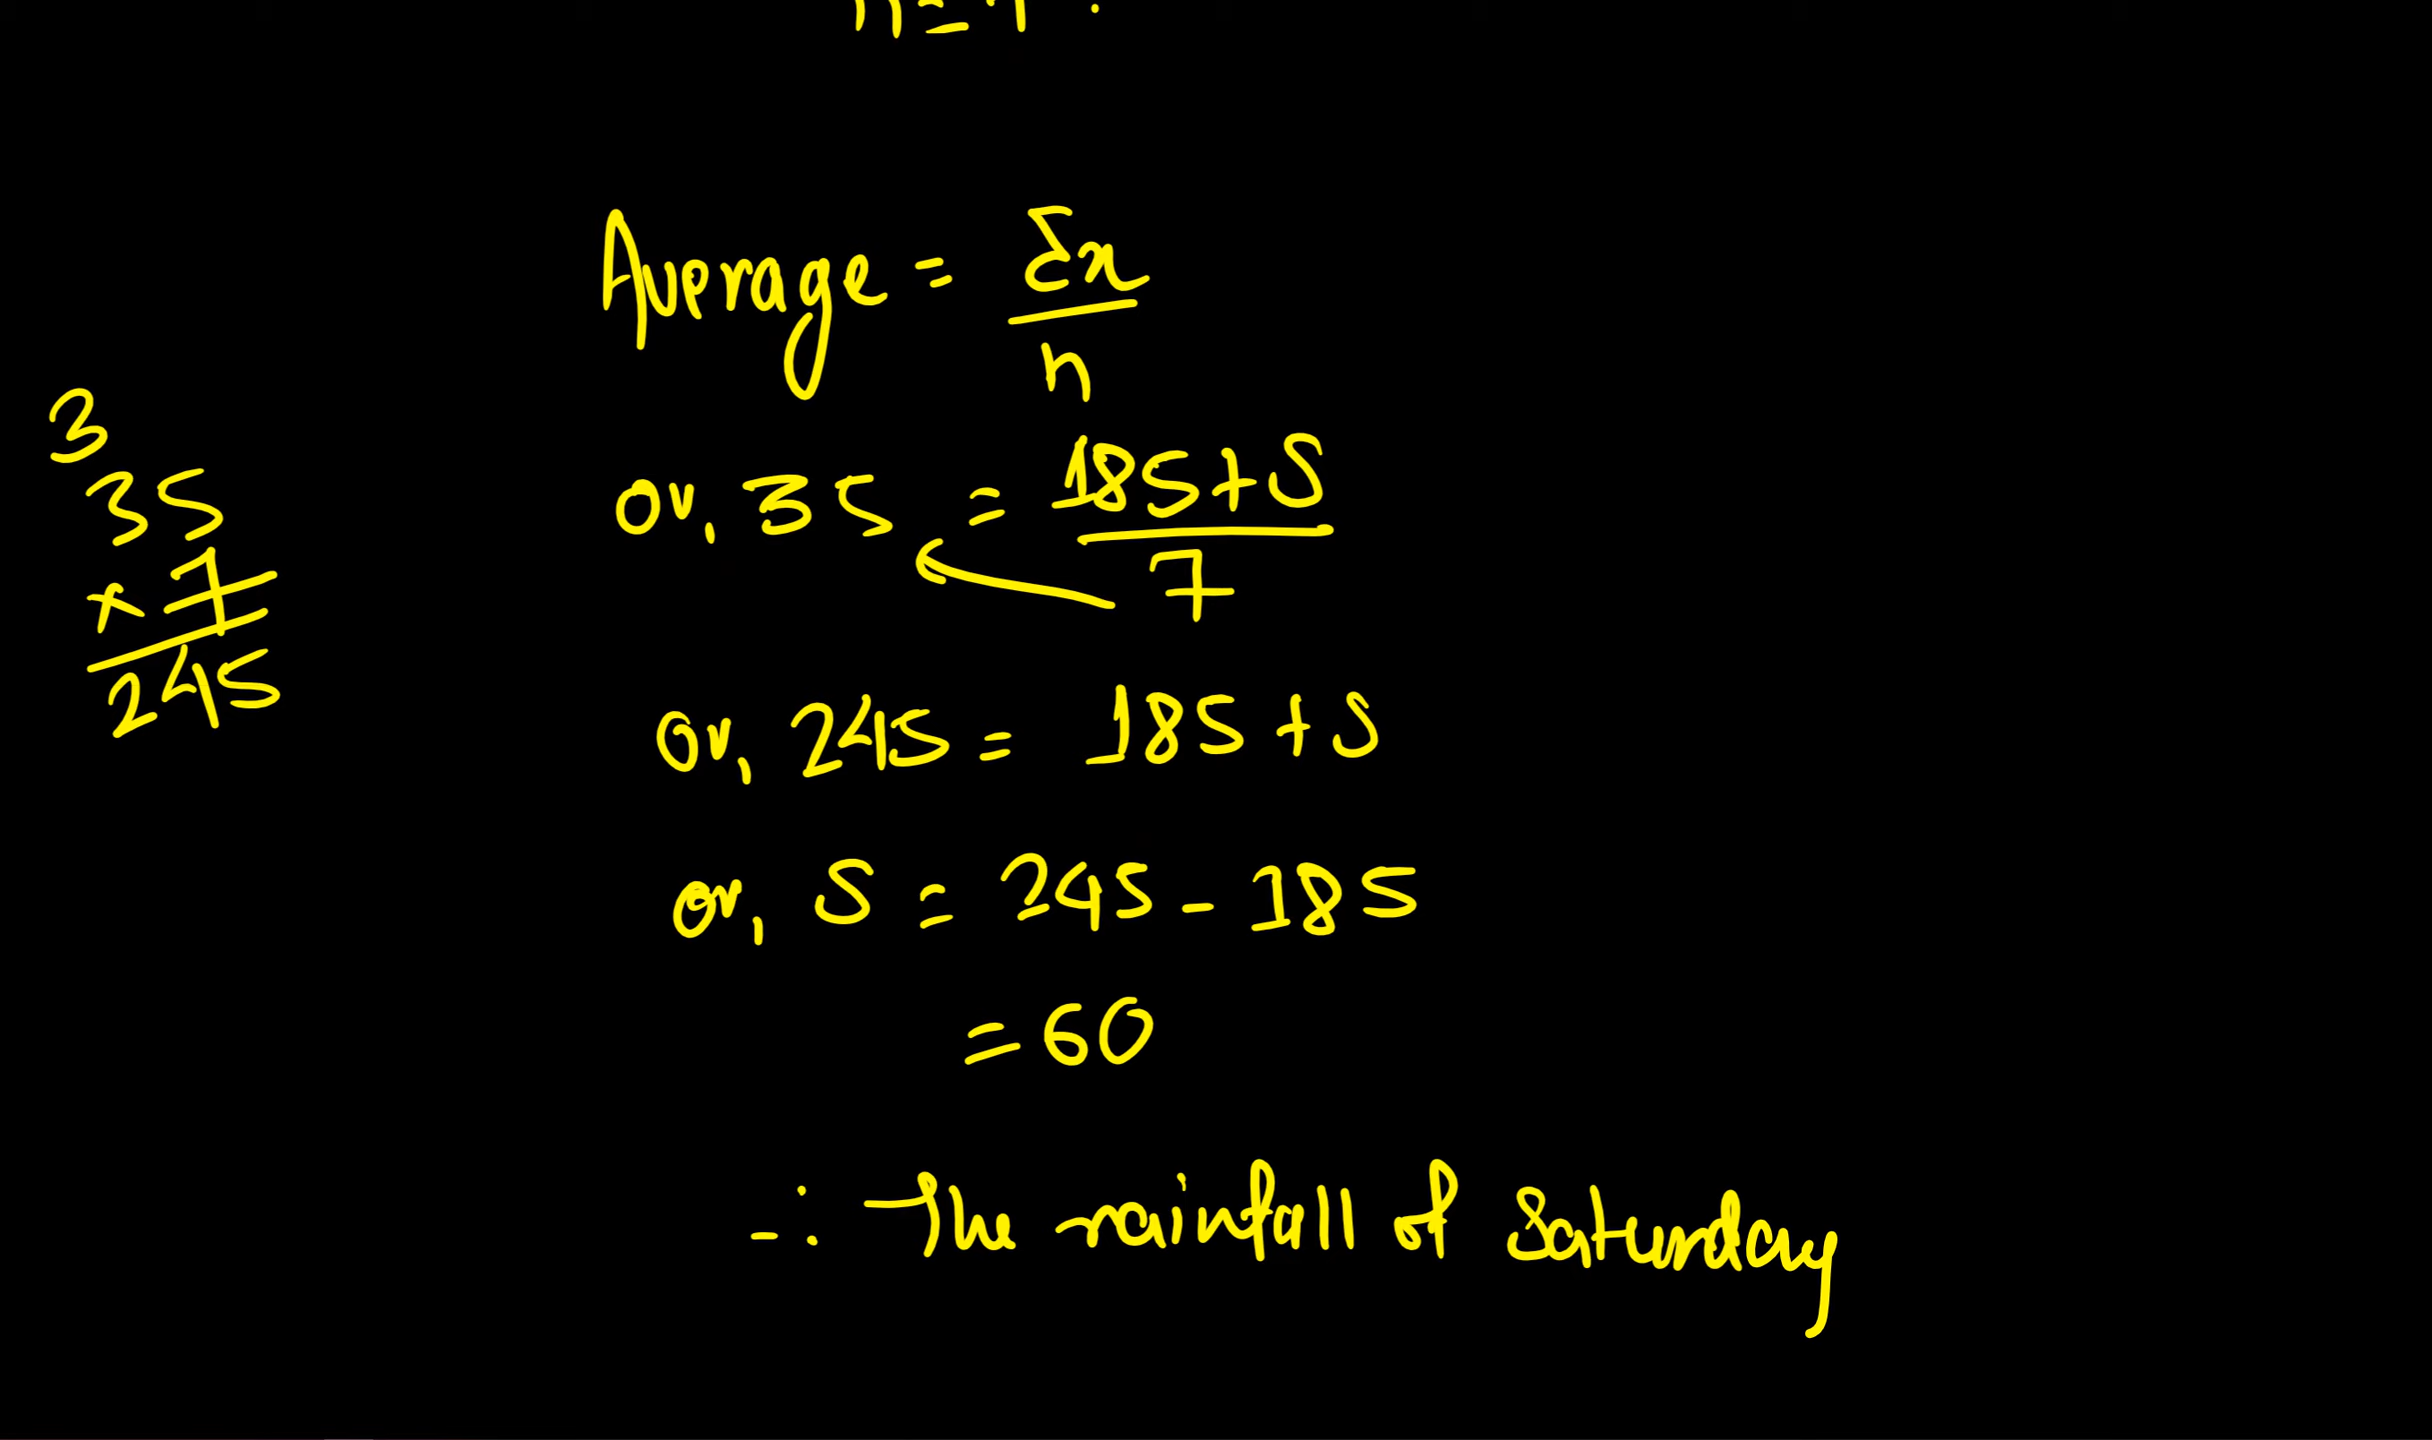 Average = Σx
n
or, 35 = 185+S
7
3
35
× 7
245
or, 245 = 185 + S
or, S = 245 - 185
= 60
∴ The rainfall of saturday